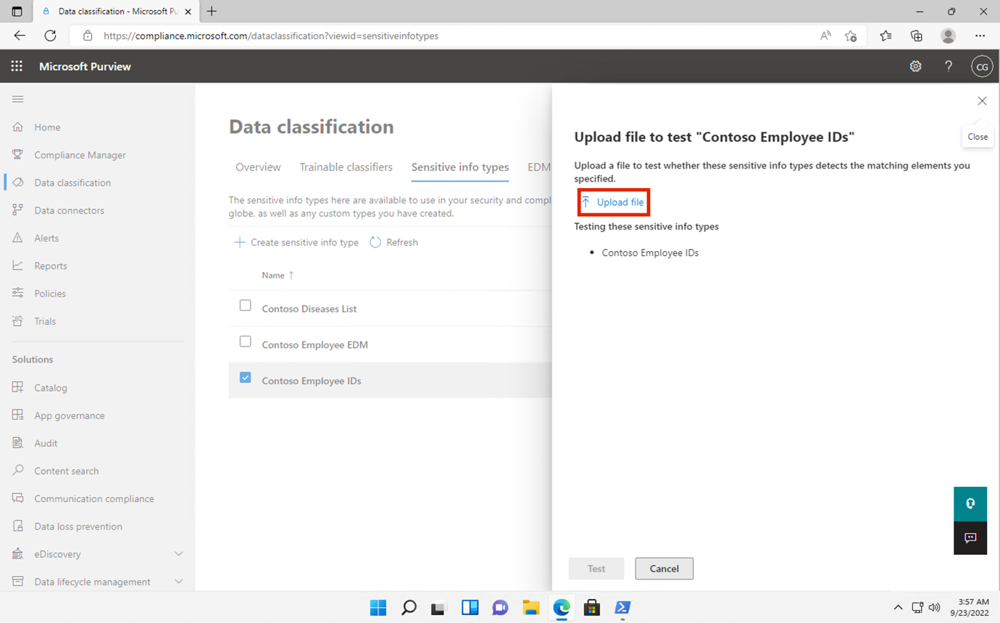 Data classification - Microsoft Pu
https://compliance.microsoft.com/dataclassification?viewid=sensitiveinfotypes
Microsoft Purview
CG
Home
Compliance Manager
Data classification
Data connectors
Alerts
Reports
Policies
Trials
Solutions
Catalog
App governance
Audit
Content search
Communication compliance
Data loss prevention
eDiscovery
Data lifecycle management
Data classification
Overview Trainable classifiers Sensitive info types EDM
The sensitive info types here are available to use in your security and compl
globe, as well as any custom types you have created.
Create sensitive info type Refresh
Name ↑
Contoso Diseases List
Contoso Employee EDM
Contoso Employee IDs
Close
Upload file to test "Contoso Employee IDs"
Upload a file to test whether these sensitive info types detects the matching elements you
specified.
Upload file
Testing these sensitive info types
• Contoso Employee IDs
Test Cancel
3:57 AM
9/23/2022